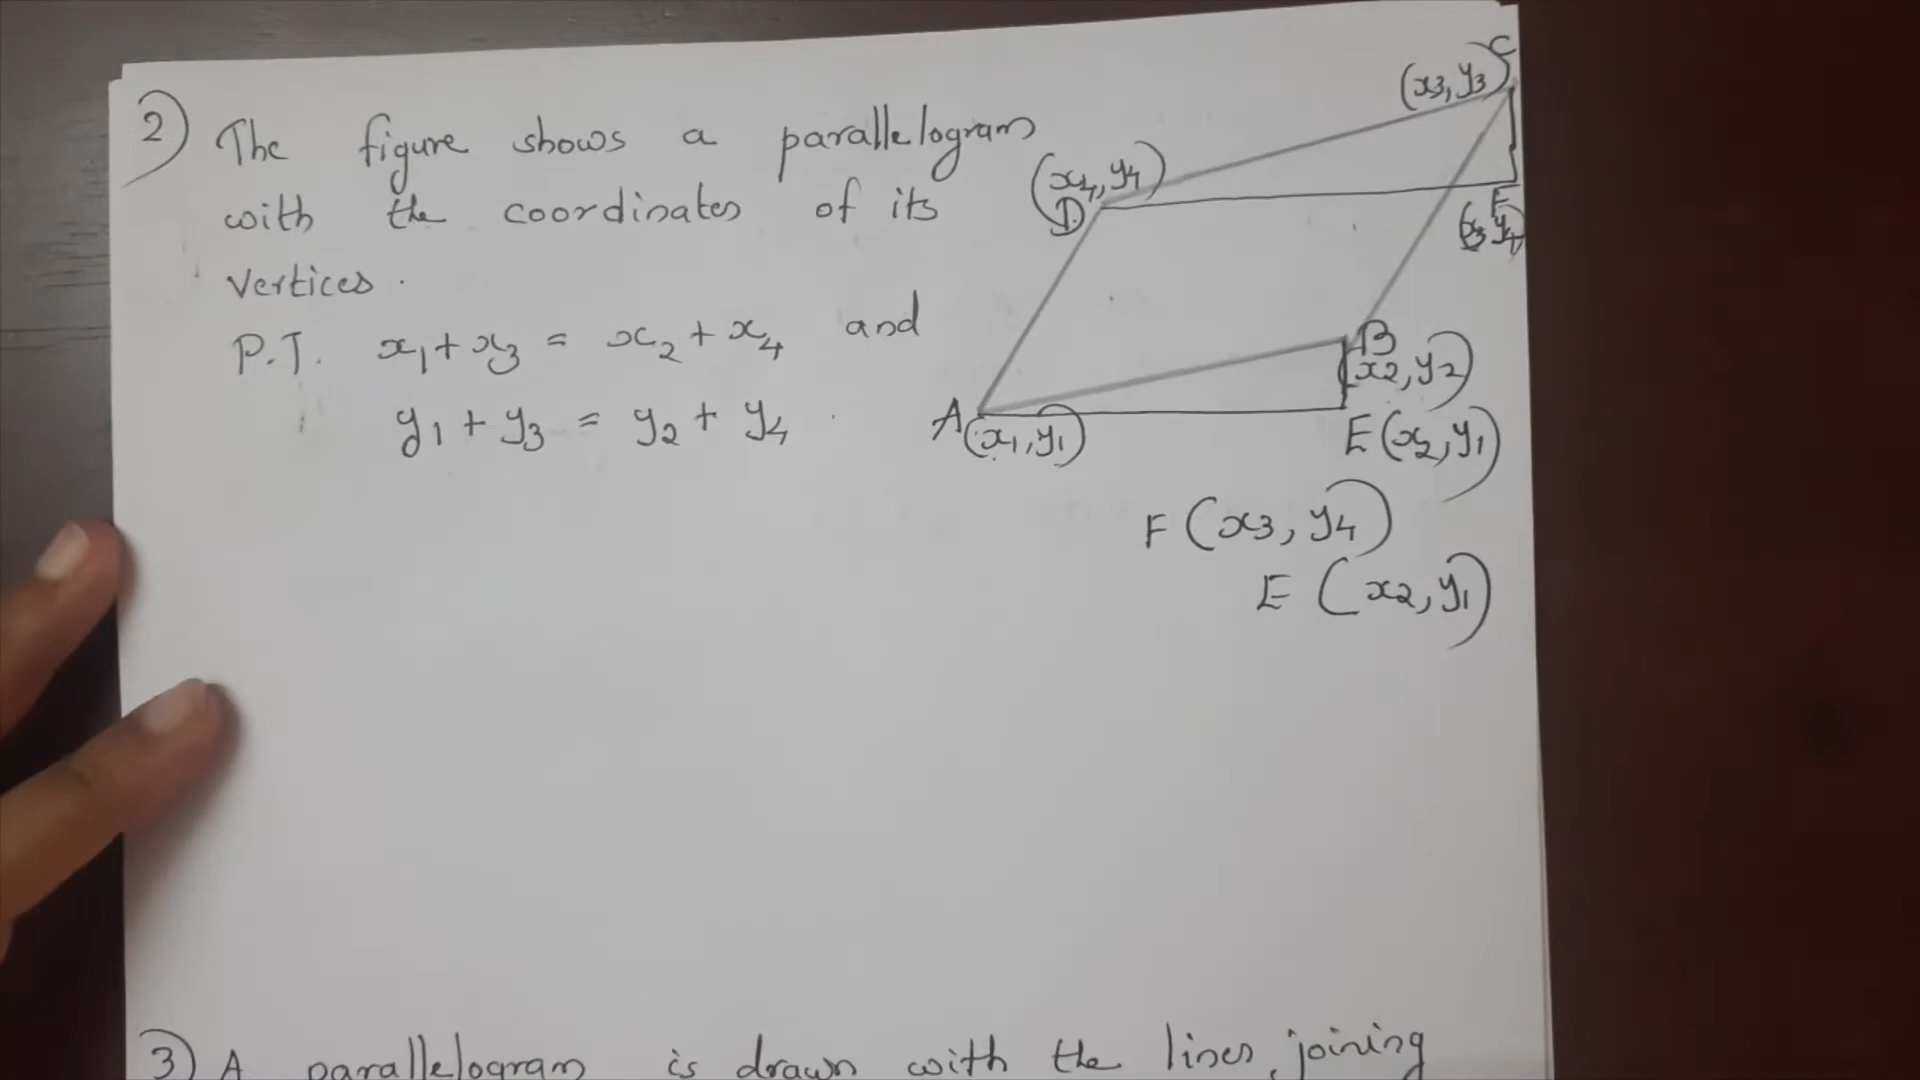 2) The figure shows a parallelogram
with the coordinates of its
vertices.
P.T. x₁ + x₃ = x₂ + x₄ and
y₁ + y₃ = y₂ + y₄.
C
(x₃, y₃)
(x₄, y₄)
D
F
(x₃, y₄)
B
(x₂, y₂)
A (x₁, y₁)
E (x₂, y₁)
F (x₃, y₄)
E (x₂, y₁)
3) A parallelogram is drawn with the lines joining